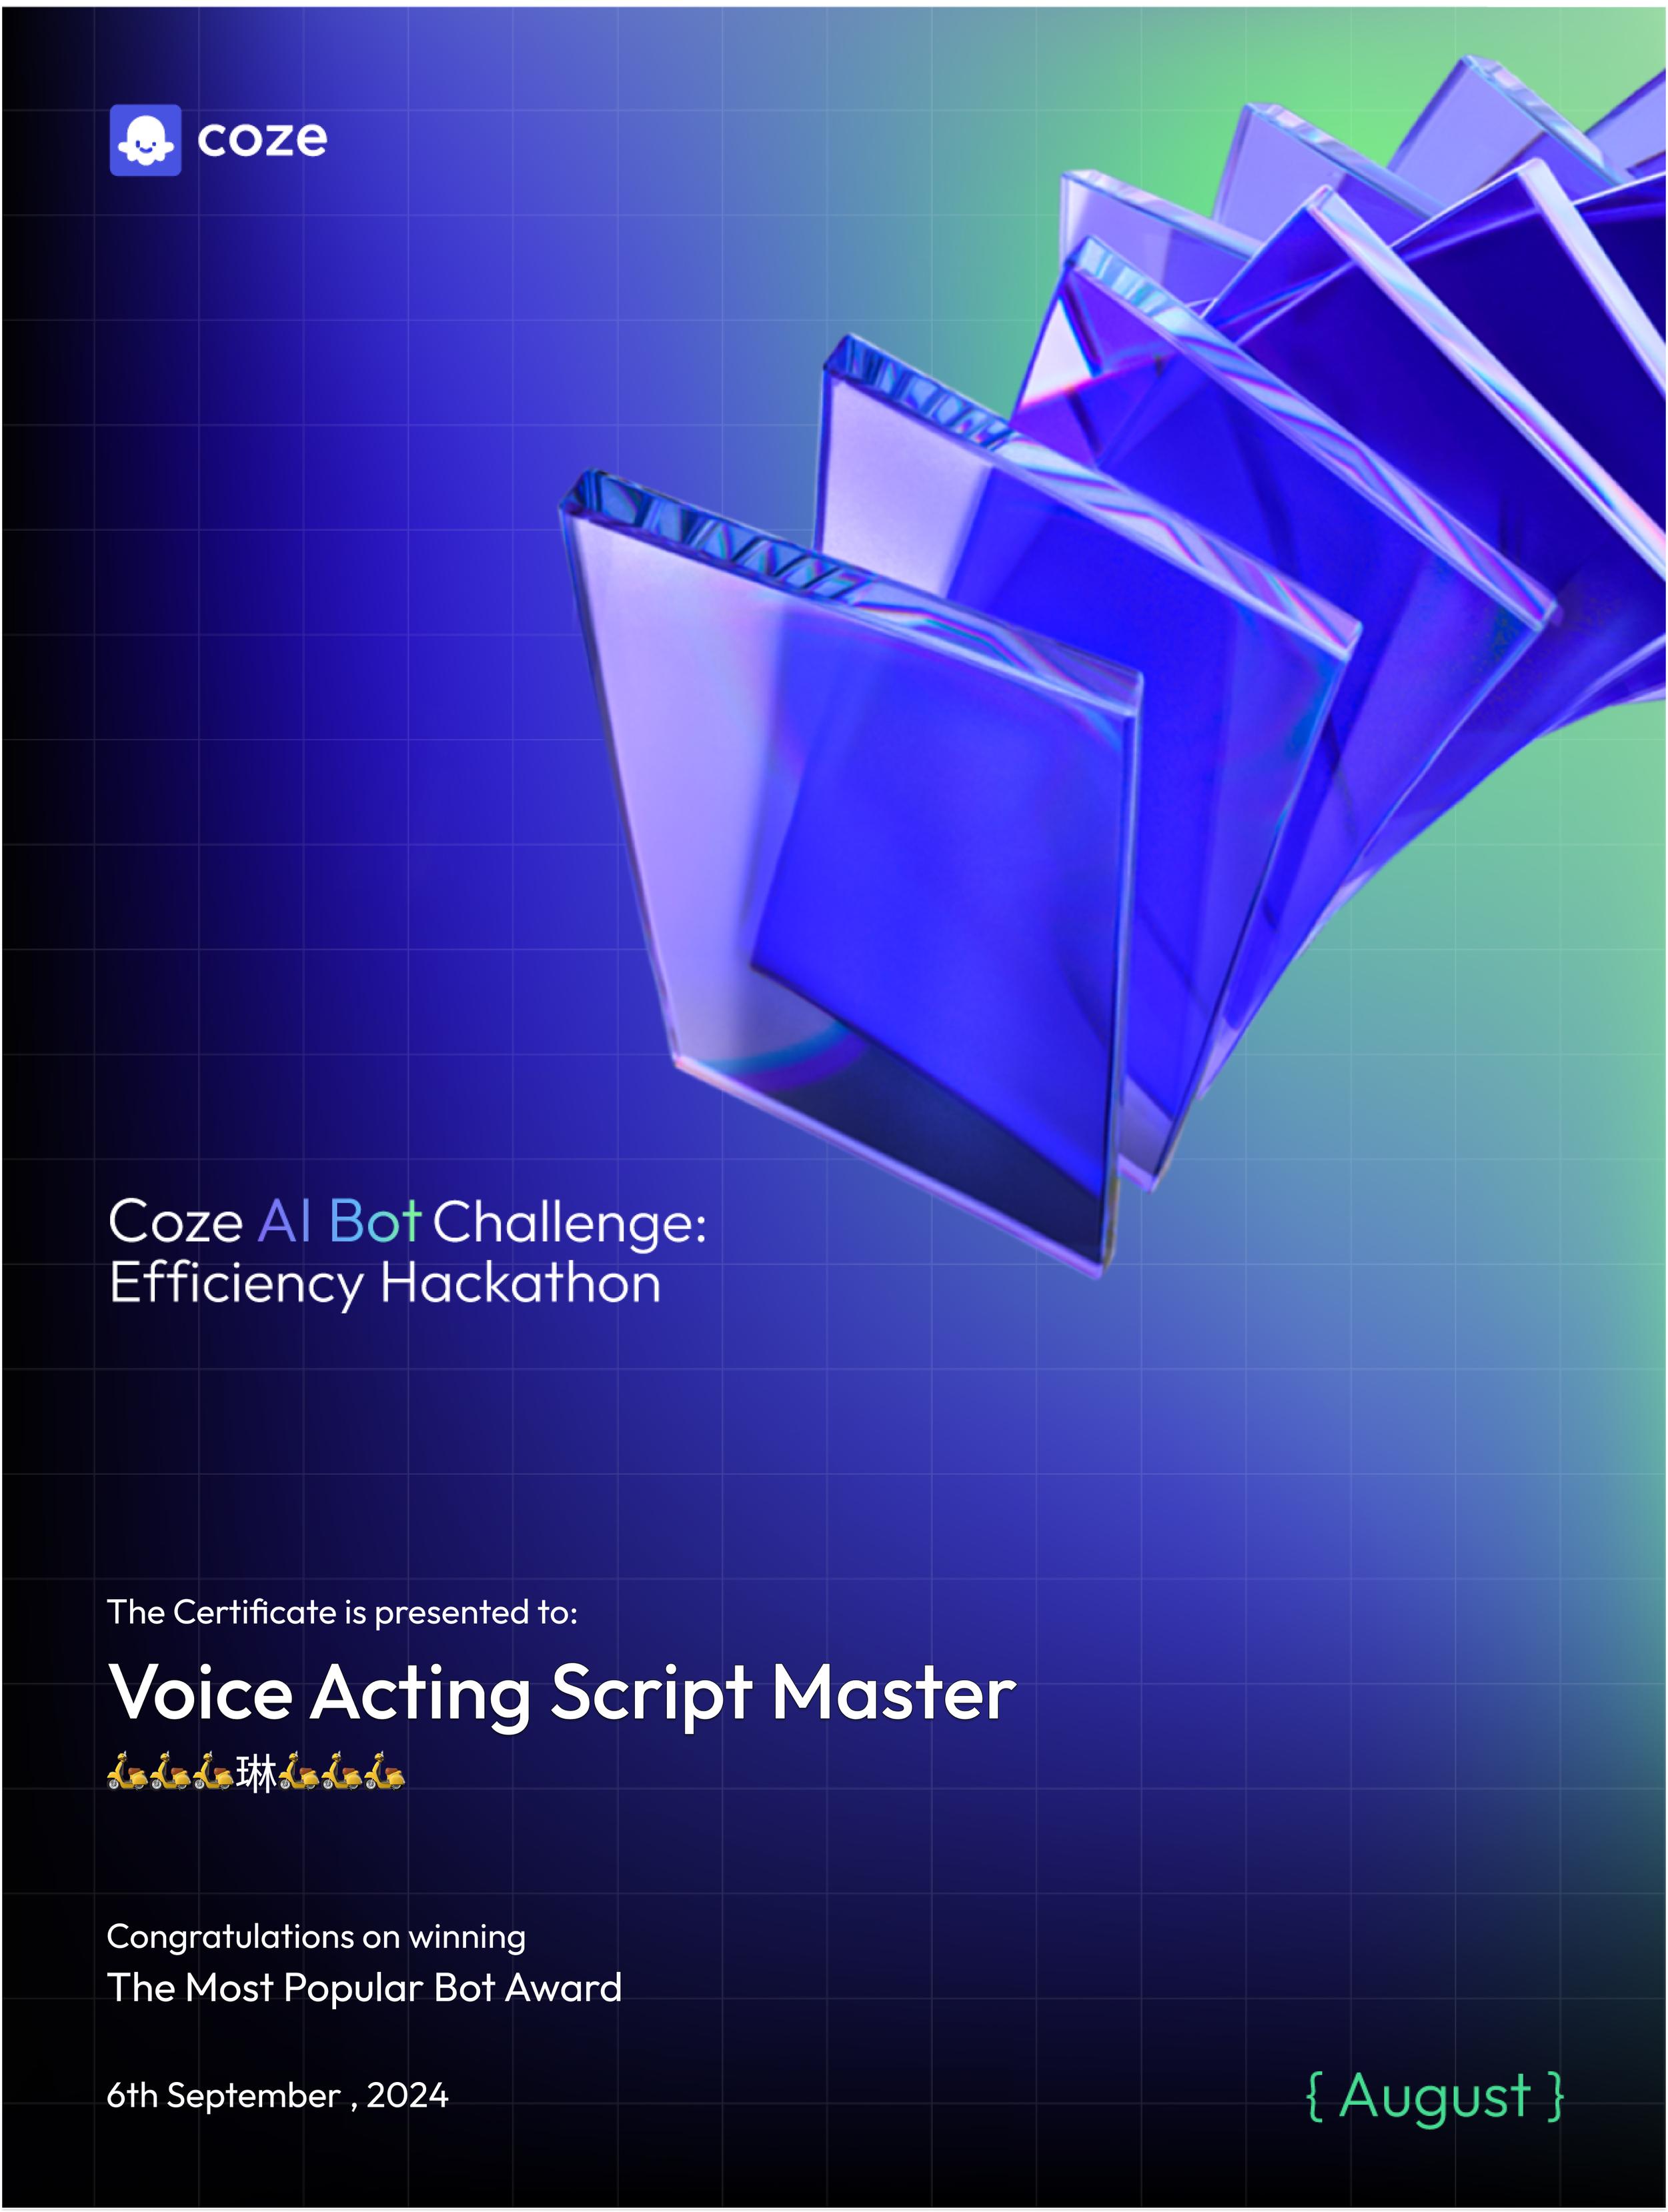 coze
Coze AI Bot Challenge:
Efficiency Hackathon
The Certificate is presented to:
Voice Acting Script Master
🛵🛵🛵琳🛵🛵🛵
Congratulations on winning
The Most Popular Bot Award
6th September , 2024
{ August }